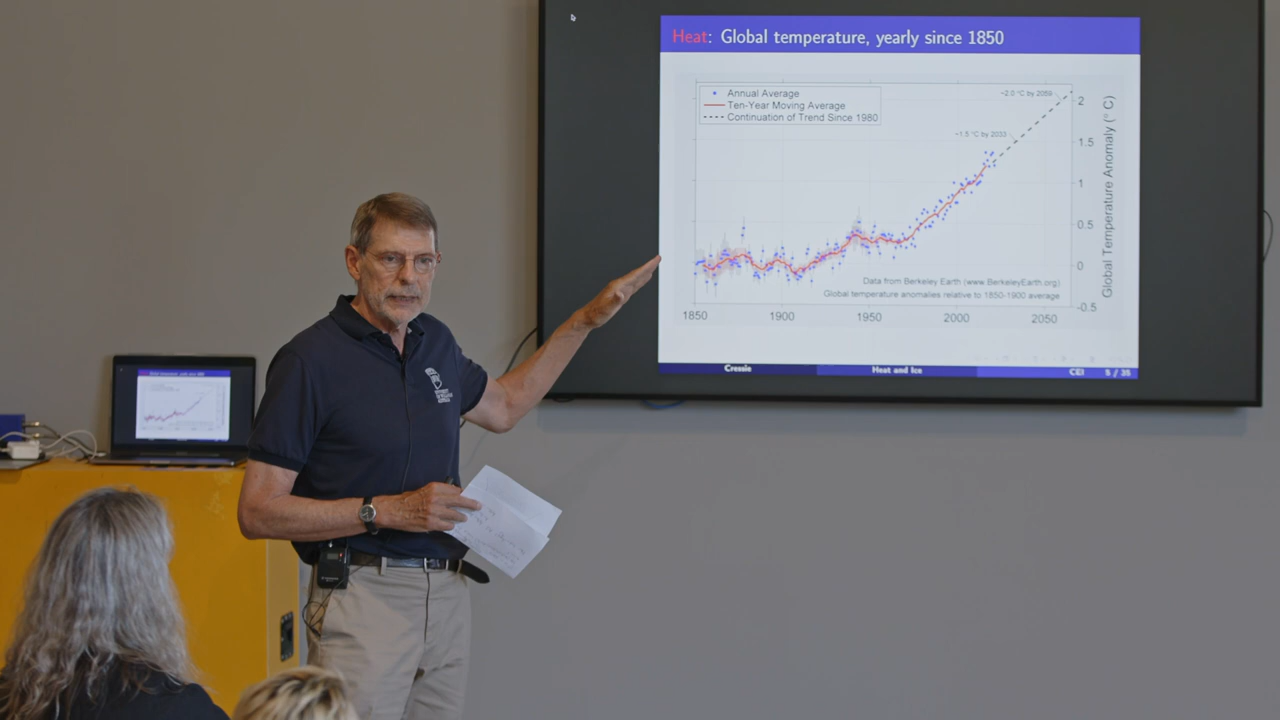 Heat: Global temperature, yearly since 1850
Annual Average
Ten-Year Moving Average
Continuation of Trend Since 1980
~2.0 °C by 2059
~1.5 °C by 2033
2
1.5
1
0.5
0
-0.5
Global Temperature Anomaly (° C)
Data from Berkeley Earth (www.BerkeleyEarth.org)
Global temperature anomalies relative to 1850-1900 average
1850 1900 1950 2000 2050
Cressie Heat and Ice CEI 5 / 35